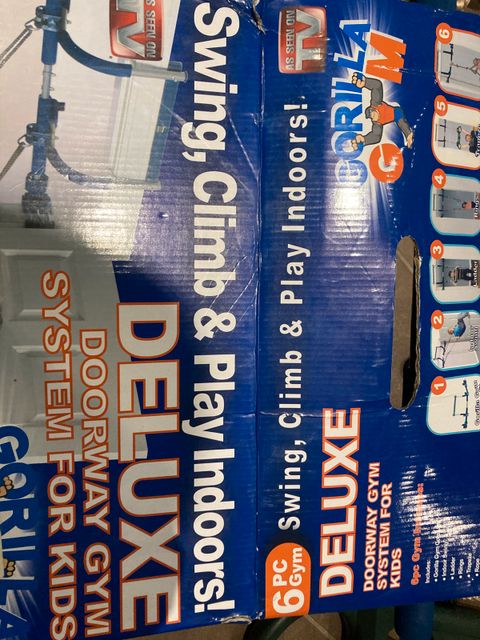 AS SEEN ON
TV
Swing, Climb & Play Indoors!
DELUXE
DOORWAY GYM
SYSTEM FOR KIDS
GORILLA
AS SEEN ON
TV
GORILLA
G M
6 PC
Gym
Swing, Climb & Play Indoors!
DELUXE
DOORWAY GYM
SYSTEM FOR
KIDS
Includes:
1
2
3
4
5
6